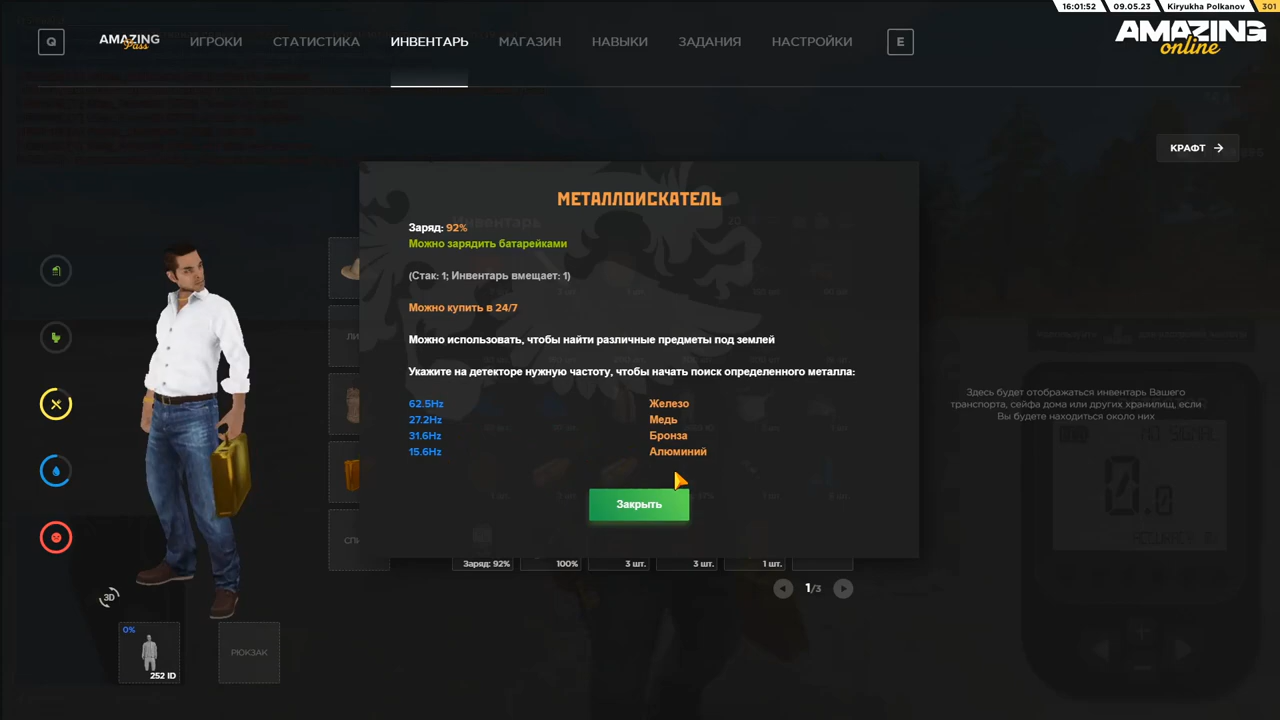 16:01:52 09.05.23 Kiryukha Polkanov 301
Q AMAZING Pass ИГРОКИ СТАТИСТИКА ИНВЕНТАРЬ МАГАЗИН НАВЫКИ ЗАДАНИЯ НАСТРОЙКИ E
AMAZING
online
КРАФТ →
МЕТАЛЛОИСКАТЕЛЬ
Заряд: 92%
Можно зарядить батарейками
(Стак: 1; Инвентарь вмещает: 1)
Можно купить в 24/7
Можно использовать, чтобы найти различные предметы под землей
Укажите на детекторе нужную частоту, чтобы начать поиск определенного металла:
62.5Hz Железо
27.2Hz Медь
31.6Hz Бронза
15.6Hz Алюминий
Закрыть
Инвентарь
Здесь будет отображаться инвентарь Вашего
транспорта, сейфа дома или других хранилищ, если
Вы будете находиться около них
NO SIGNAL
0.0
Заряд: 92% 100% 3 шт. 3 шт. 1 шт.
1/3
3D
0%
252 ID
РЮКЗАК